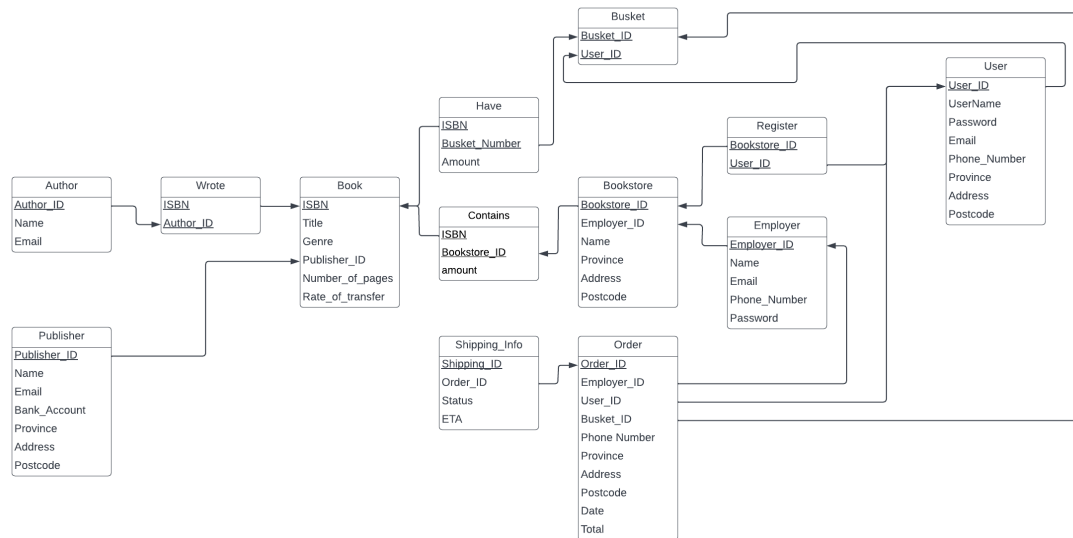 Busket
Busket_ID
User_ID
User
User_ID
UserName
Password
Email
Phone_Number
Province
Address
Postcode
Have
ISBN
Busket_Number
Amount
Register
Bookstore_ID
User_ID
Author
Author_ID
Name
Email
Wrote
ISBN
Author_ID
Book
ISBN
Title
Genre
Publisher_ID
Number_of_pages
Rate_of_transfer
Contains
ISBN
Bookstore_ID
amount
Bookstore
Bookstore_ID
Employer_ID
Name
Province
Address
Postcode
Employer
Employer_ID
Name
Email
Phone_Number
Password
Publisher
Publisher_ID
Name
Email
Bank_Account
Province
Address
Postcode
Shipping_Info
Shipping_ID
Order_ID
Status
ETA
Order
Order_ID
Employer_ID
User_ID
Busket_ID
Phone Number
Province
Address
Postcode
Date
Total